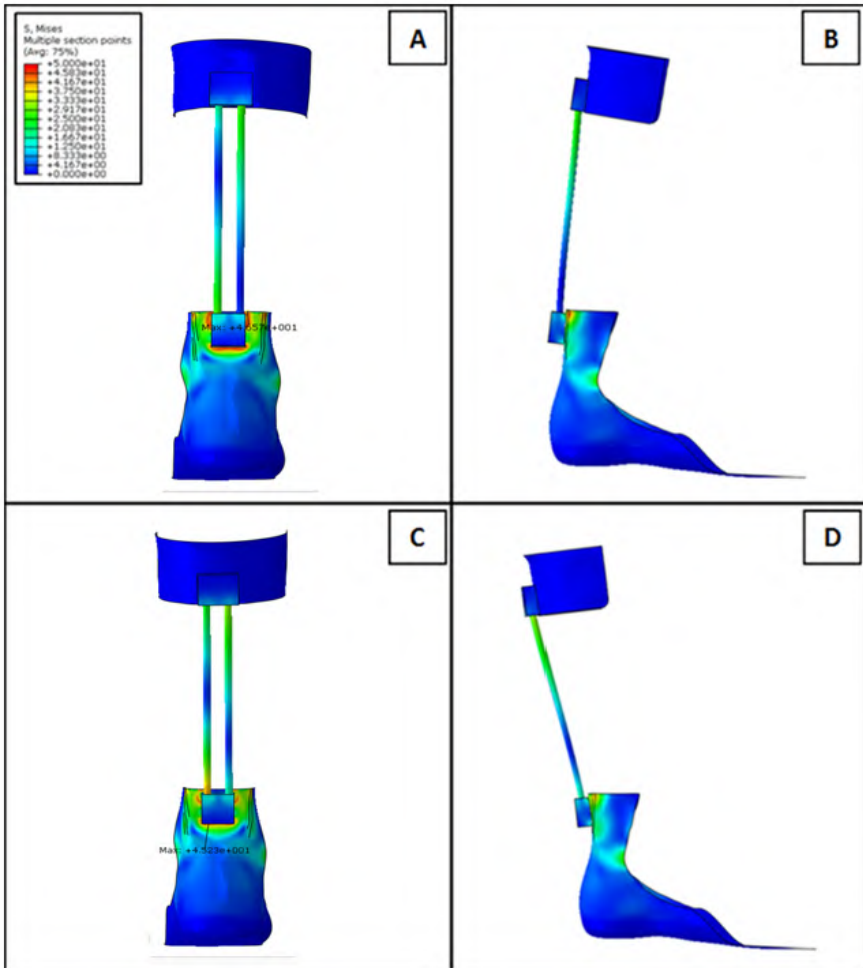 S, Mises
Multiple section points
(Avg: 75%)
+5.000e+01
+4.583e+01
+4.167e+01
+3.750e+01
+3.333e+01
+2.917e+01
+2.500e+01
+2.083e+01
+1.667e+01
+1.250e+01
+8.333e+00
+4.167e+00
+0.000e+00
A
B
Max: +4.657e+001
C
D
Max: +4.523e+001